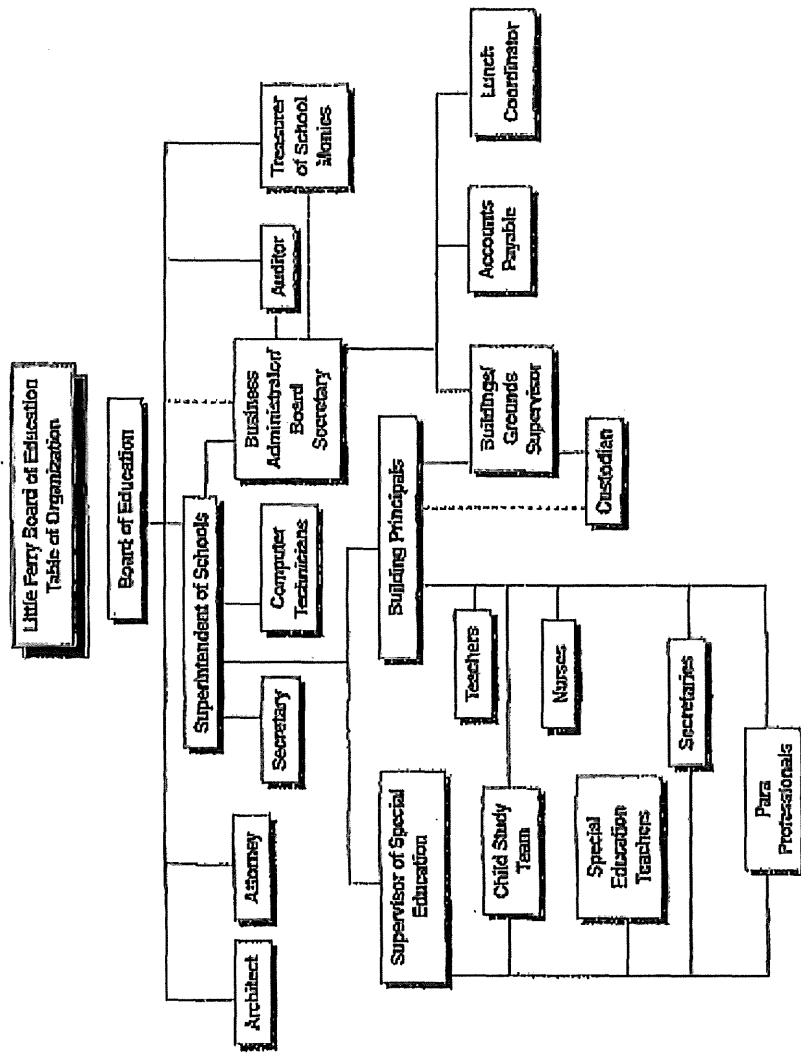 Little Ferry Board of Education
Table of Organization
Board of Education
Architect
Attorney
Superintendent of Schools
Auditor
Treasurer
of School
Monies
Secretary
Computer
Technicians
Business
Administrator/
Board
Secretary
Supervisor of Special
Education
Building Principals
Buildings/
Grounds
Supervisor
Accounts
Payable
Lunch
Coordinator
Child Study
Team
Teachers
Special
Education
Teachers
Nurses
Custodian
Secretaries
Para
Professionals